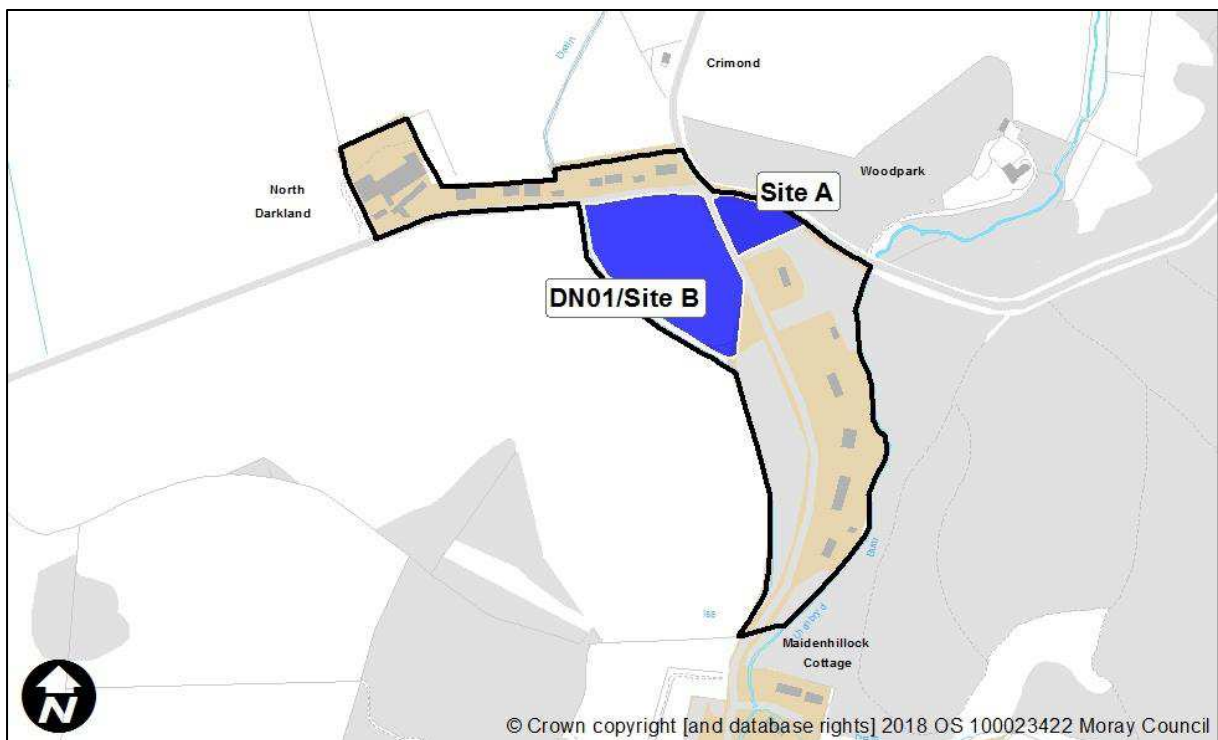 Crimond
Woodpark
Site A
North
Darkland
DN01/Site B
Maidenhillock
Cottage
N
© Crown copyright [and database rights] 2018 OS 100023422 Moray Council